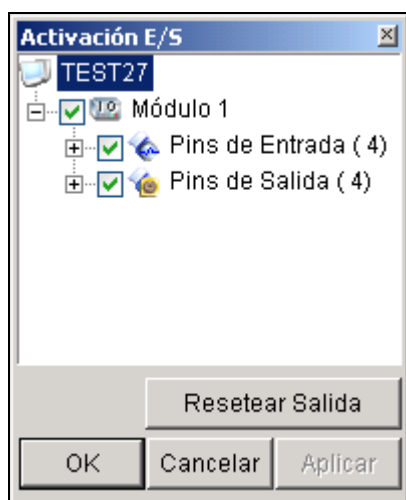 Activación E/S
TEST27
Módulo 1
Pins de Entrada ( 4)
Pins de Salida ( 4)
Resetear Salida
OK Cancelar Aplicar